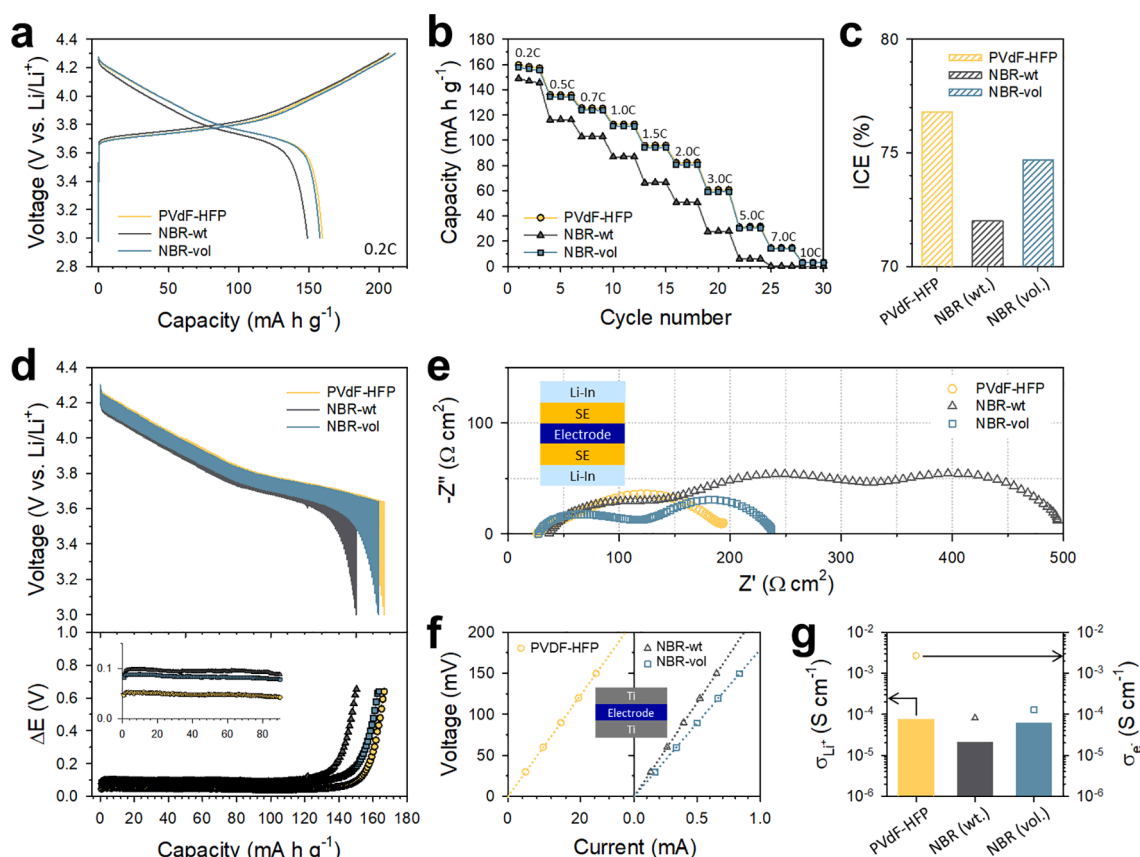 a
4.4
4.2
4.0
3.8
3.6
3.4
3.2
3.0
2.8
Voltage (V vs. Li/Li⁺)
PVdF-HFP
NBR-wt
NBR-vol
0.2C
0 50 100 150 200
Capacity (mA h g⁻¹)
b
180
160
140
120
100
80
60
40
20
0
Capacity (mA h g⁻¹)
0.2C
0.5C
0.7C
1.0C
1.5C
2.0C
3.0C
5.0C
7.0C
10C
PVdF-HFP
NBR-wt
NBR-vol
0 5 10 15 20 25 30
Cycle number
c
80
75
70
ICE (%)
PVdF-HFP
NBR-wt
NBR-vol
PVdF-HFP
NBR (wt.)
NBR (vol.)
d
4.4
4.2
4.0
3.8
3.6
3.4
3.2
3.0
Voltage (V vs. Li/Li⁺)
PVdF-HFP
NBR-wt
NBR-vol
1.0
0.8
0.6
0.4
0.2
0.0
ΔE (V)
0.1
0.0
0 20 40 60 80
0 20 40 60 80 100 120 140 160 180
Capacity (mA h g⁻¹)
e
100
50
0
-Z" (Ω cm²)
Li-In
SE
Electrode
SE
Li-In
PVdF-HFP
NBR-wt
NBR-vol
0 100 200 300 400 500
Z' (Ω cm²)
f
200
150
100
50
0
Voltage (mV)
PVDF-HFP
NBR-wt
NBR-vol
Ti
Electrode
Ti
0 20 0.0 0.5 1.0
Current (mA)
g
10⁻²
10⁻³
10⁻⁴
10⁻⁵
10⁻⁶
σLi⁺ (S cm⁻¹)
10⁻²
10⁻³
10⁻⁴
10⁻⁵
10⁻⁶
σe⁻ (S cm⁻¹)
PVdF-HFP
NBR (wt.)
NBR (vol.)